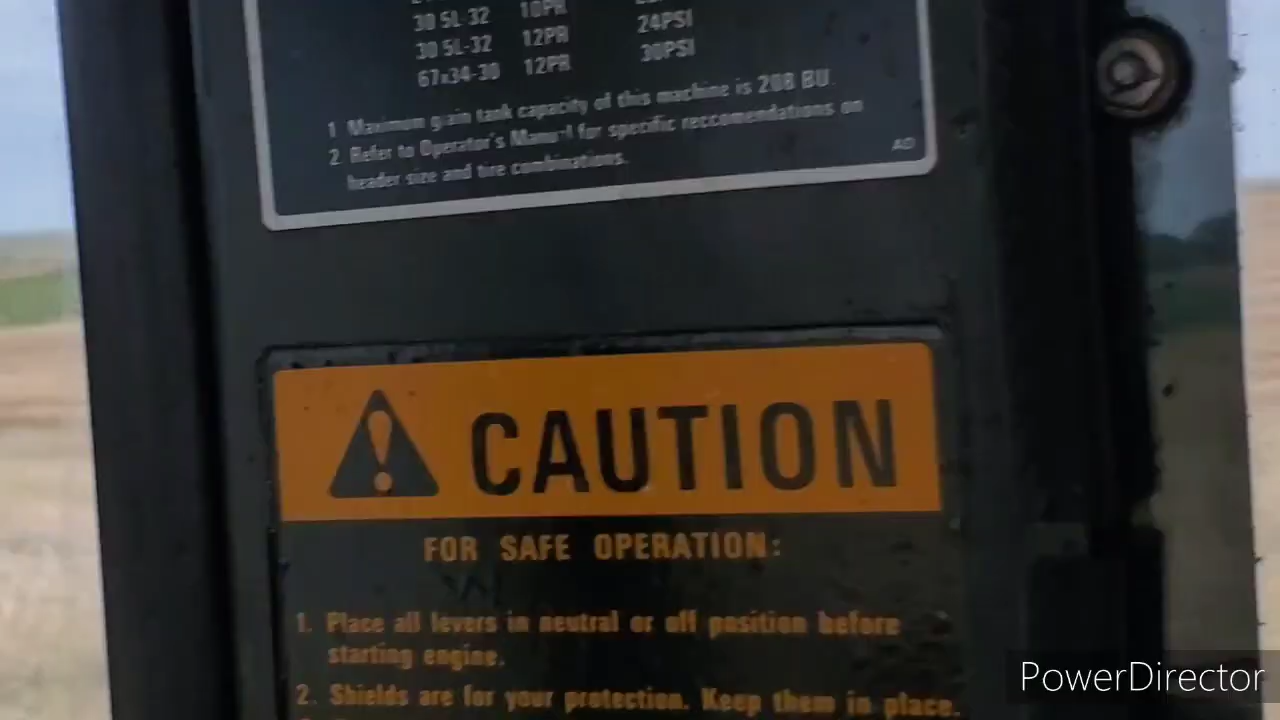 30 5L-32 10PR
30 5L-32 12PR 24PSI
67x34-30 12PR 30PSI
1 Maximum grain tank capacity of this machine is 208 BU.
2 Refer to Operator's Manual for specific reccomendations on
header size and tire combinations.
AD
CAUTION
FOR SAFE OPERATION:
1. Place all levers in neutral or off position before
starting engine.
2. Shields are for your protection. Keep them in place.
PowerDirector